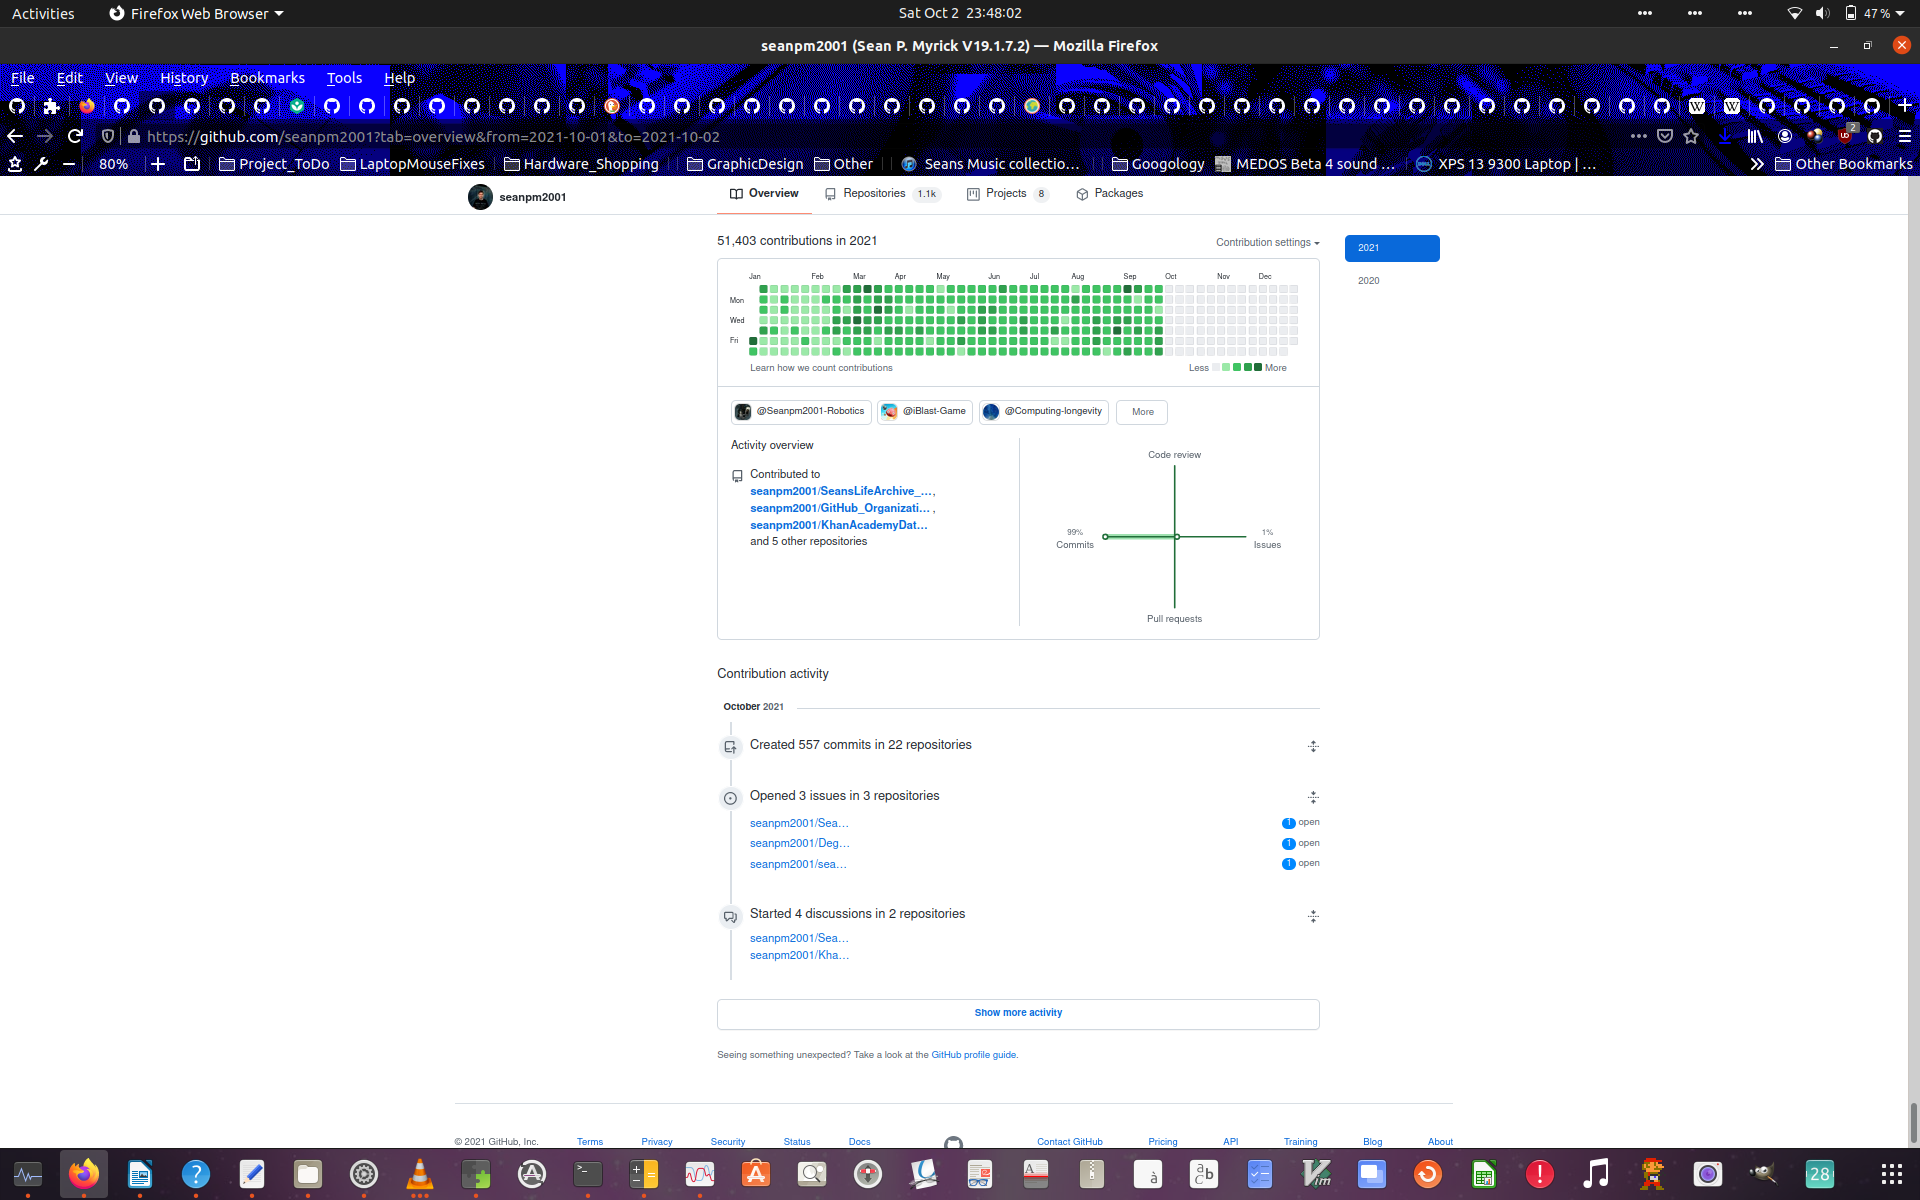 Activities Firefox Web Browser Sat Oct 2 23:48:02 47 %
seanpm2001 (Sean P. Myrick V19.1.7.2) — Mozilla Firefox
File Edit View History Bookmarks Tools Help
https://github.com/seanpm2001?tab=overview&from=2021-10-01&to=2021-10-02 2
80% Project_ToDo LaptopMouseFixes Hardware_Shopping GraphicDesign Other Seans Music collectio… Googology MEDOS Beta 4 sound … XPS 13 9300 Laptop | … Other Bookmarks
seanpm2001 Overview Repositories 1.1k Projects 8 Packages
51,403 contributions in 2021 Contribution settings 2021
2020
Jan Feb Mar Apr May Jun Jul Aug Sep Oct Nov Dec
Mon
Wed
Fri
Learn how we count contributions Less More
@Seanpm2001-Robotics @iBlast-Game @Computing-longevity More
Activity overview
Code review
Contributed to
seanpm2001/SeansLifeArchive_…,
seanpm2001/GitHub_Organizati… ,
seanpm2001/KhanAcademyDat…
and 5 other repositories
99% 1%
Commits Issues
Pull requests
Contribution activity
October 2021
Created 557 commits in 22 repositories
Opened 3 issues in 3 repositories
seanpm2001/Sea… 1 open
seanpm2001/Deg… 1 open
seanpm2001/sea… 1 open
Started 4 discussions in 2 repositories
seanpm2001/Sea…
seanpm2001/Kha…
Show more activity
Seeing something unexpected? Take a look at the GitHub profile guide.
© 2021 GitHub, Inc. Terms Privacy Security Status Docs Contact GitHub Pricing API Training Blog About
28